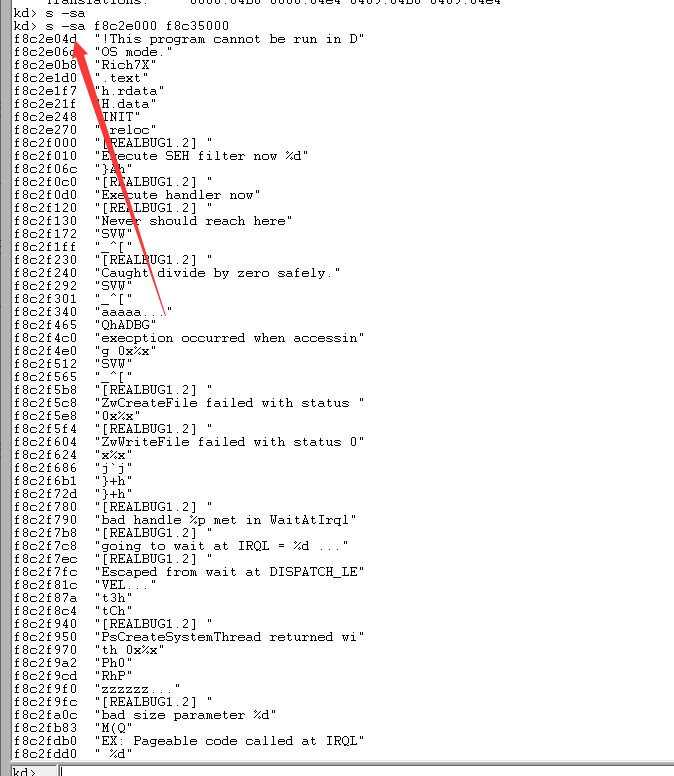 kd> s -sa
kd> s -sa f8c2e000 f8c35000
f8c2e04d "!This program cannot be run in D"
"OS mode."
f8c2e0b8 "Rich7X"
f8c2e1d0 ".text"
f8c2e1f7 "h.rdata"
f8c2e21f "H.data"
f8c2e248 "INIT"
f8c2e270 ".reloc"
f8c2f000 "[REALBUG1.2] "
f8c2f010 "Execute SEH filter now %d"
f8c2f06c
f8c2f0c0 "[REALBUG1.2] "
f8c2f0d0 "Execute handler now"
f8c2f120 "[REALBUG1.2] "
f8c2f130 "Never should reach here"
f8c2f172 "SVW"
f8c2f1ff "_^["
f8c2f230 "[REALBUG1.2] "
f8c2f240 "Caught divide by zero safely."
f8c2f292 "SVW"
f8c2f301 "_^["
f8c2f340 "aaaaa..."
f8c2f465 "QhADBG"
f8c2f4c0 "execption occurred when accessin"
f8c2f4e0 "g 0x%x"
f8c2f512 "SVW"
f8c2f565 "_^["
f8c2f5b8 "[REALBUG1.2] "
f8c2f5c8 "ZwCreateFile failed with status "
f8c2f5e8 "0x%x"
f8c2f5f4 "[REALBUG1.2] "
f8c2f604 "ZwWriteFile failed with status 0"
f8c2f624 "x%x"
f8c2f686 "j`j"
f8c2f6b1 "}+h"
f8c2f72d "}+h"
f8c2f780 "[REALBUG1.2] "
f8c2f790 "bad handle %p met in WaitAtIrql"
f8c2f7b8 "[REALBUG1.2] "
f8c2f7c8 "going to wait at IRQL = %d ..."
f8c2f7ec "[REALBUG1.2] "
f8c2f7fc "Escaped from wait at DISPATCH_LE"
f8c2f81c "VEL..."
f8c2f87a "t3h"
f8c2f8c4 "tCh"
f8c2f940 "[REALBUG1.2] "
f8c2f950 "PsCreateSystemThread returned wi"
f8c2f970 "th 0x%x"
f8c2f9a2 "Ph0"
f8c2f9cd "RhP"
f8c2f9f0 "zzzzzz..."
f8c2f9fc "[REALBUG1.2] "
f8c2fa0c "bad size parameter %d"
f8c2fb83 "M(Q"
f8c2fdb0 "EX: Pageable code called at IRQL"
f8c2fdd0 " %d"
kd>